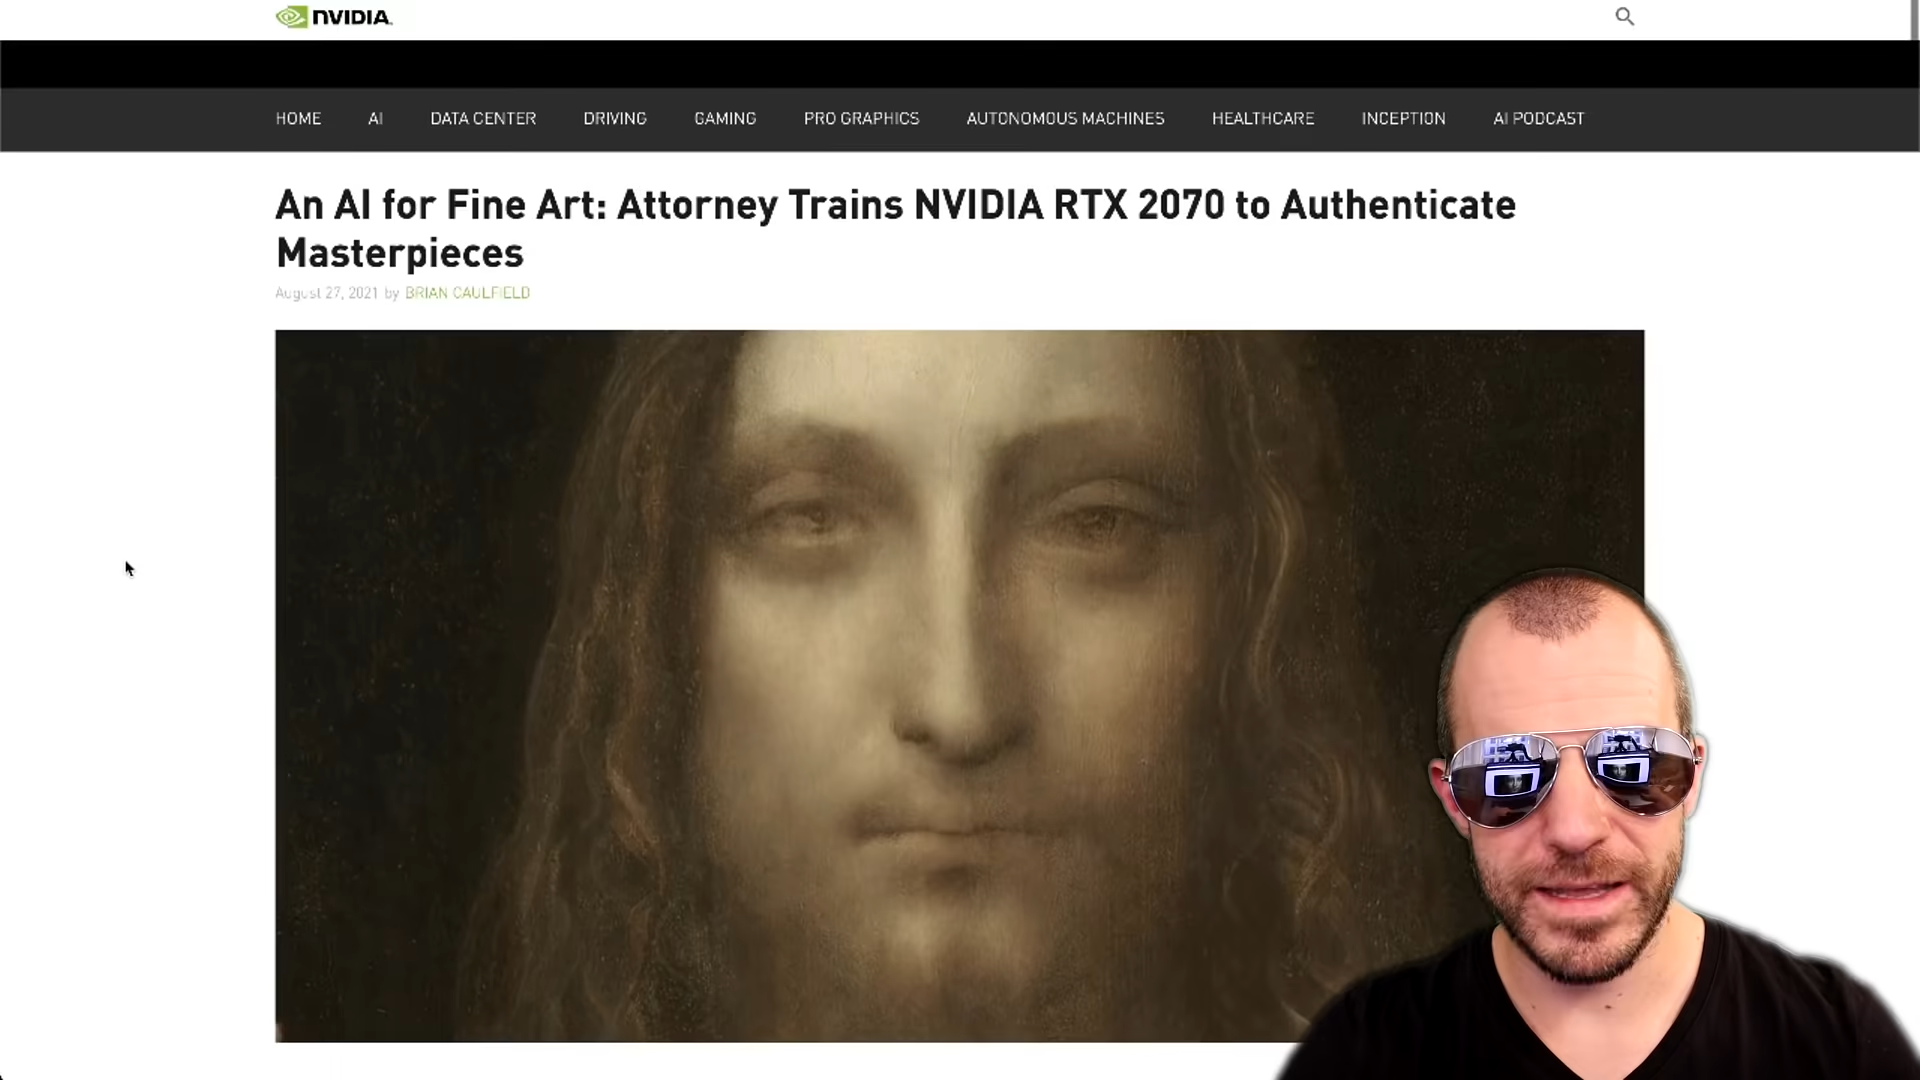 NVIDIA.
HOME AI DATA CENTER DRIVING GAMING PRO GRAPHICS AUTONOMOUS MACHINES HEALTHCARE INCEPTION AI PODCAST
An AI for Fine Art: Attorney Trains NVIDIA RTX 2070 to Authenticate
Masterpieces
August 27, 2021 by BRIAN CAULFIELD